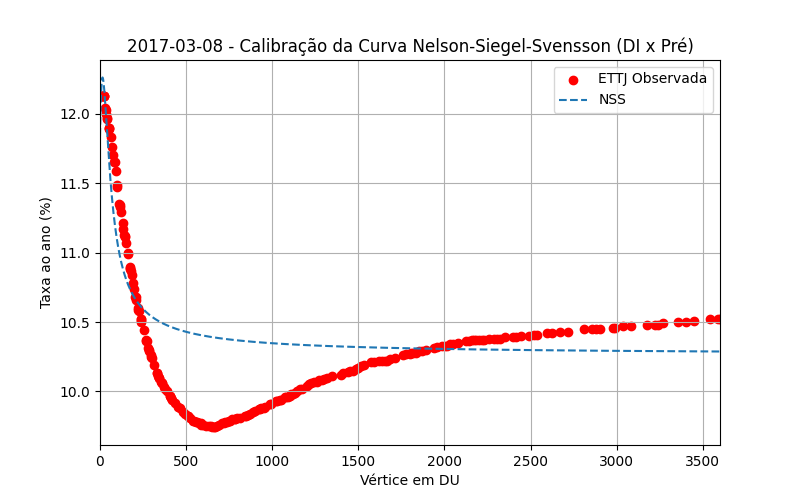 2017-03-08 - Calibração da Curva Nelson-Siegel-Svensson (DI x Pré)
ETTJ Observada
NSS
Taxa ao ano (%)
12.0
11.5
11.0
10.5
10.0
0 500 1000 1500 2000 2500 3000 3500
Vértice em DU